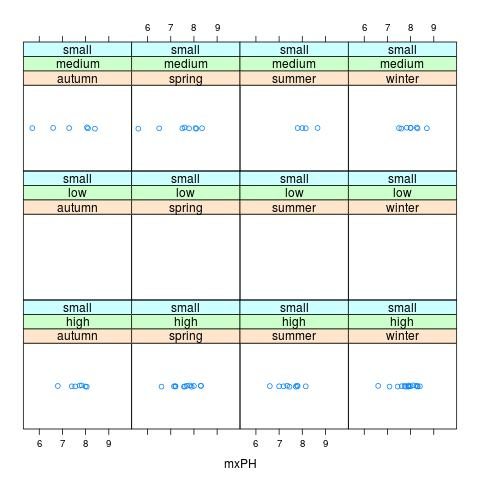 6 7 8 9 6 7 8 9
small small small small
medium medium medium medium
autumn spring summer winter
small small small small
low low low low
autumn spring summer winter
small small small small
high high high high
autumn spring summer winter
6 7 8 9 6 7 8 9
mxPH